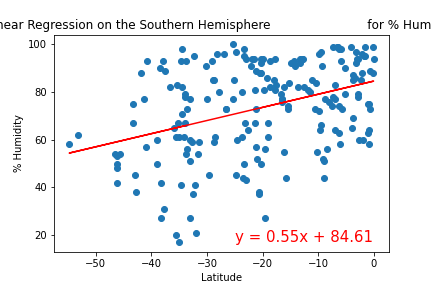 near Regression on the Southern Hemisphere for % Hum
100
80
60
40
20
% Humidity
y = 0.55x + 84.61
−50
−40
−30
−20
−10
0
Latitude